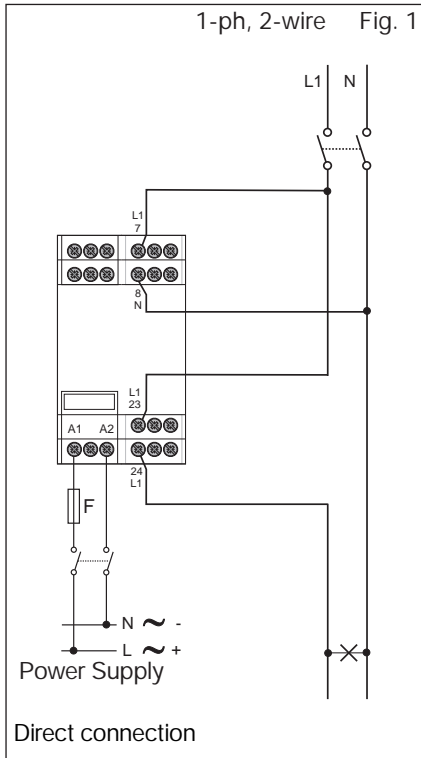 1-ph, 2-wire Fig. 1
L1 N
L1
7
8
N
L1
23
A1 A2
24
L1
F
N ~ -
L ~ +
Power Supply
Direct connection